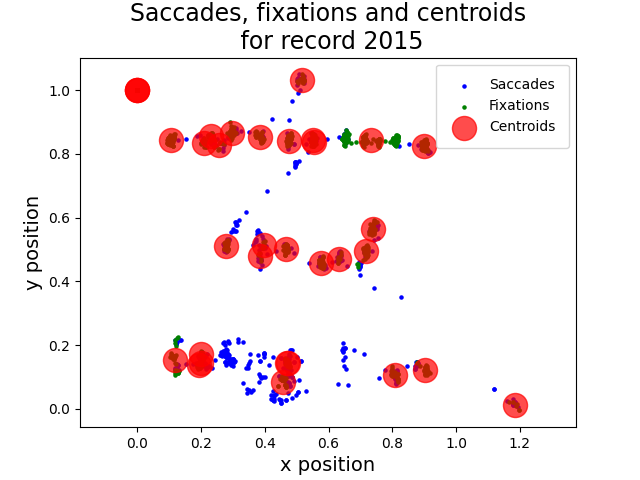 Saccades, fixations and centroids
for record 2015
Saccades
Fixations
Centroids
y position
1.0
0.8
0.6
0.4
0.2
0.0
0.0 0.2 0.4 0.6 0.8 1.0 1.2
x position